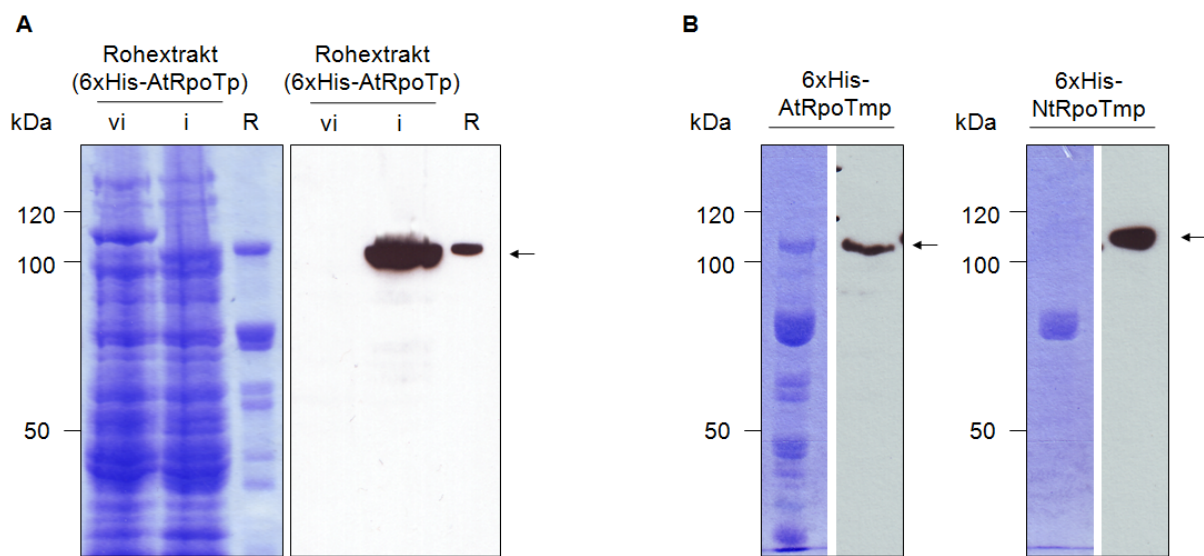 A
Rohextrakt
(6xHis-AtRpoTp)
Rohextrakt
(6xHis-AtRpoTp)
kDa
vi
i
R
vi
i
R
120
100
50
B
6xHis-
AtRpoTmp
6xHis-
NtRpoTmp
kDa
kDa
120
100
50
120
100
50